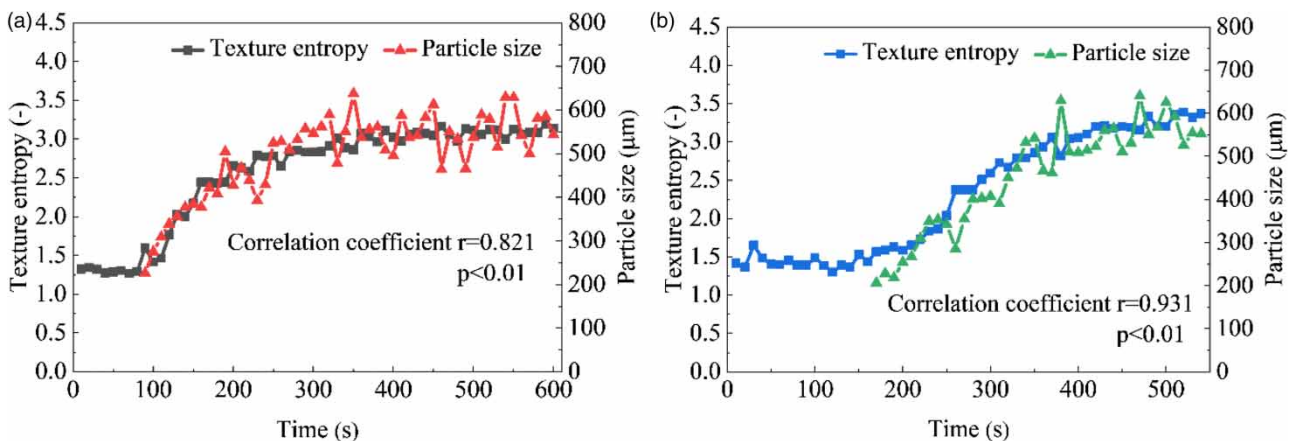 (a)
4.5
4.0
3.5
3.0
2.5
2.0
1.5
1.0
0.5
0.0
Texture entropy (-)
Texture entropy
Particle size
Correlation coefficient r=0.821
p<0.01
800
700
600
500
400
300
200
100
0
Particle size (μm)
0 100 200 300 400 500 600
Time (s)
(b)
4.5
4.0
3.5
3.0
2.5
2.0
1.5
1.0
0.5
0.0
Texture entropy (-)
Texture entropy
Particle size
Correlation coefficient r=0.931
p<0.01
800
700
600
500
400
300
200
100
0
Particle size (μm)
0 100 200 300 400 500
Time (s)